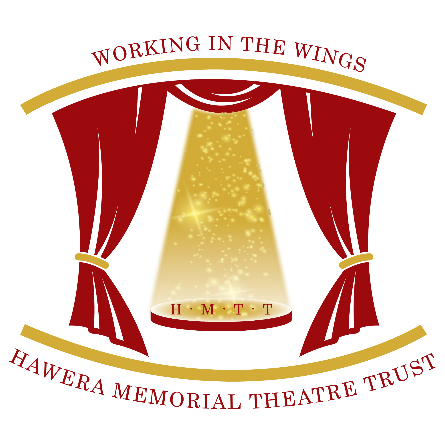 WORKING IN THE WINGS
H · M · T · T
HAWERA MEMORIAL THEATRE TRUST